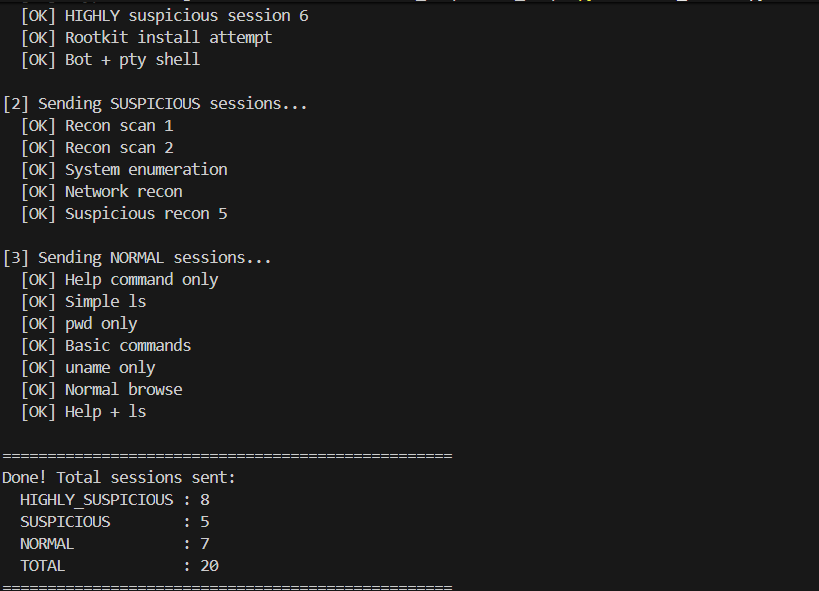 [OK] HIGHLY suspicious session 6
[OK] Rootkit install attempt
[OK] Bot + pty shell
[2] Sending SUSPICIOUS sessions...
[OK] Recon scan 1
[OK] Recon scan 2
[OK] System enumeration
[OK] Network recon
[OK] Suspicious recon 5
[3] Sending NORMAL sessions...
[OK] Help command only
[OK] Simple ls
[OK] pwd only
[OK] Basic commands
[OK] uname only
[OK] Normal browse
[OK] Help + ls
==================================================
Done! Total sessions sent:
HIGHLY_SUSPICIOUS : 8
SUSPICIOUS : 5
NORMAL : 7
TOTAL : 20
==================================================